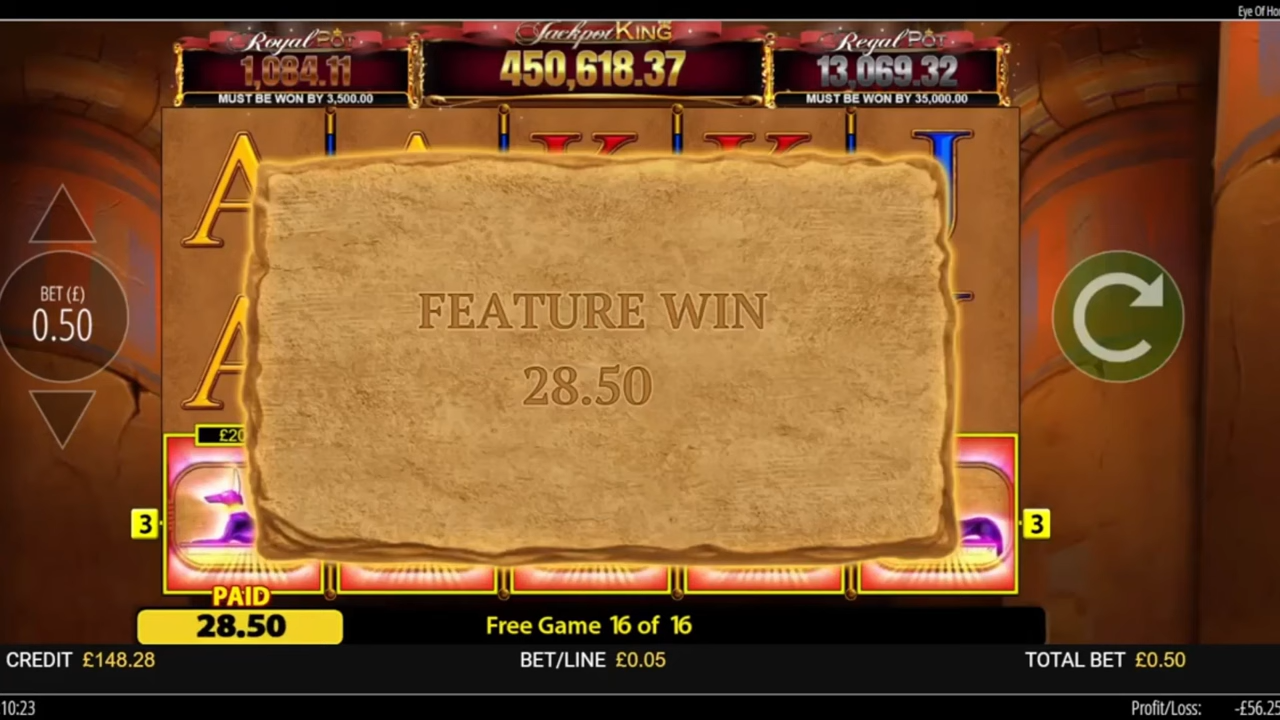 Eye Of Ho
Royal Pot
JackpotKing
Regal Pot
1,084.11
450,618.37
13,069.32
MUST BE WON BY 3,500.00
MUST BE WON BY 35,000.00
A A K K J
BET (£)
0.50
FEATURE WIN
28.50
A
£20
3
3
PAID
28.50
Free Game 16 of 16
CREDIT £148.28
BET/LINE £0.05
TOTAL BET £0.50
10:23
Profit/Loss: -£56.25